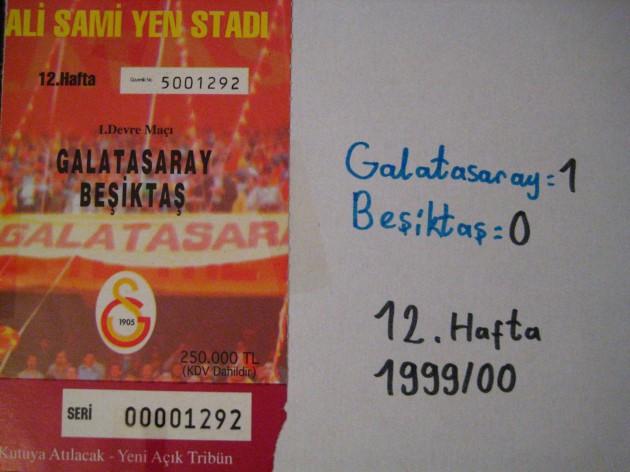 ALİ SAMİ YEN STADI
12.Hafta
Güvenlik No 5001292
I.Devre Maçı
GALATASARAY
BEŞİKTAŞ
GALATASARA
1905
250.000 TL
(KDV Dahildir)
SERİ 00001292
Kutuya Atılacak - Yeni Açık Tribün
Galatasaray = 1
Beşiktaş = 0
12. Hafta
1999/00